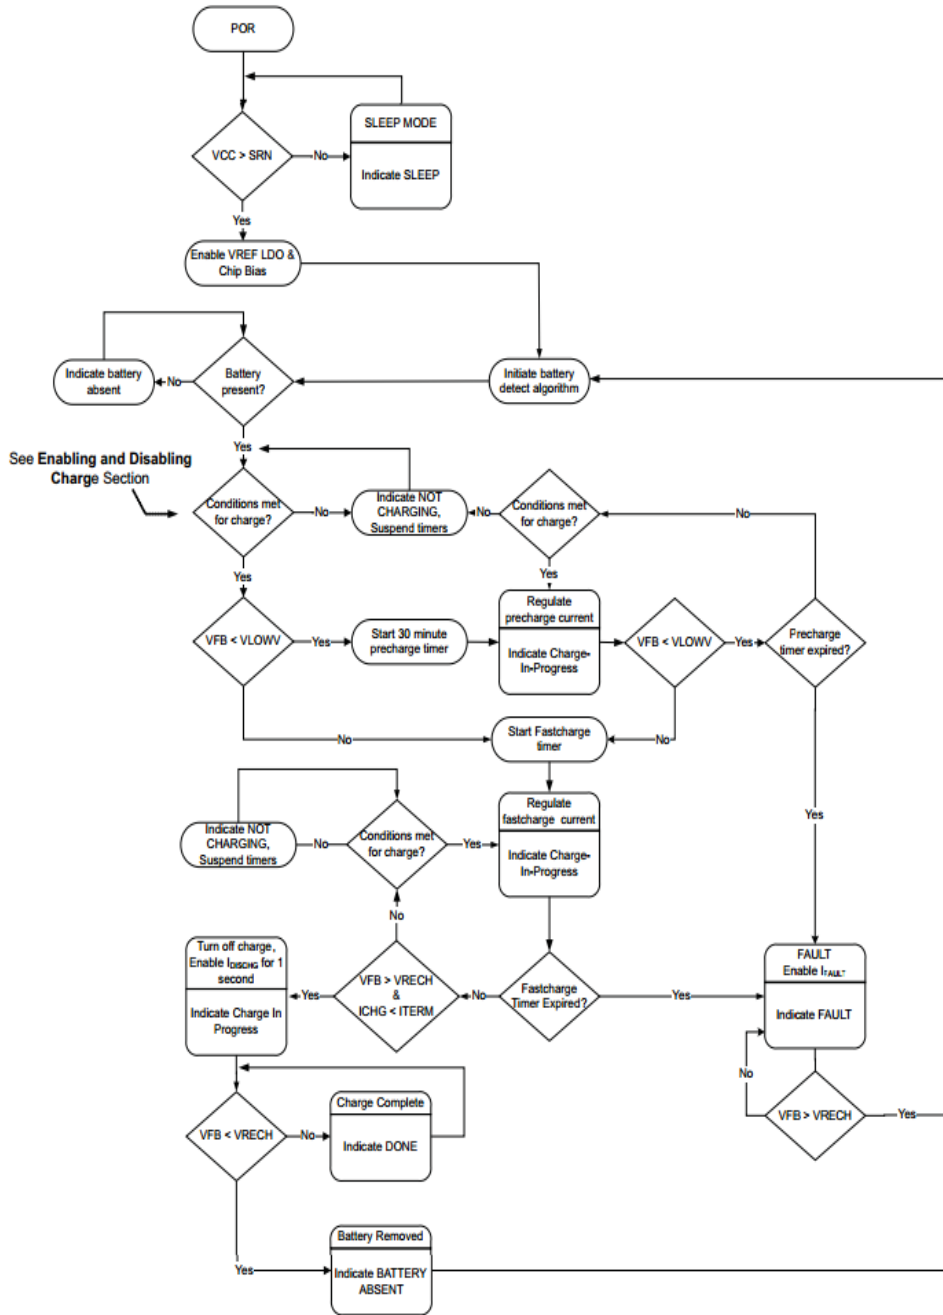 POR
SLEEP MODE
VCC > SRN
No
Indicate SLEEP
Yes
Enable VREF LDO &
Chip Bias
Indicate battery
absent
No
Battery
present?
Initiate battery
detect algorithm
Yes
See Enabling and Disabling
Charge Section
Conditions met
for charge?
No
Indicate NOT
CHARGING,
Suspend timers
No
Conditions met
for charge?
No
Yes
Yes
VFB < VLOWV
Yes
Start 30 minute
precharge timer
Regulate
precharge current
Indicate Charge-
In-Progress
VFB < VLOWV
Yes
Precharge
timer expired?
No
Start Fastcharge
timer
No
Indicate NOT
CHARGING,
Suspend timers
No
Conditions met
for charge?
Yes
Regulate
fastcharge current
Indicate Charge-
In-Progress
Yes
No
Turn off charge,
Enable IDISCHG for 1
second
Indicate Charge In
Progress
Yes
VFB > VRECH
&
ICHG < ITERM
No
Fastcharge
Timer Expired?
Yes
FAULT
Enable IFAULT
Indicate FAULT
No
VFB > VRECH
Yes
VFB < VRECH
No
Charge Complete
Indicate DONE
Yes
Battery Removed
Indicate BATTERY
ABSENT